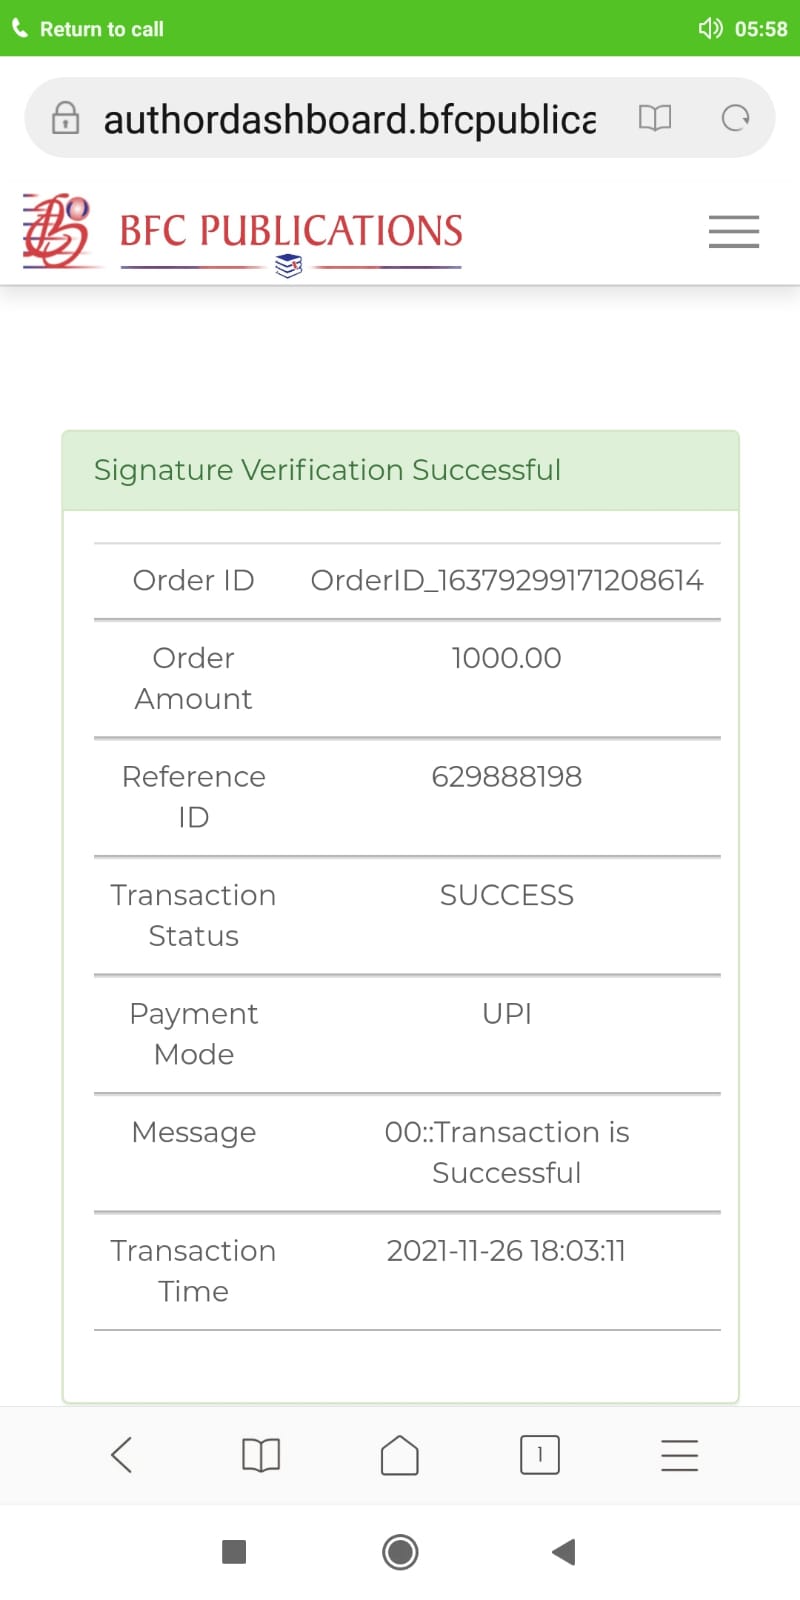 Return to call 05:58
authordashboard.bfcpublica
BFC PUBLICATIONS
Signature Verification Successful
Order ID OrderID_16379299171208614
Order 1000.00
Amount
Reference 629888198
ID
Transaction SUCCESS
Status
Payment UPI
Mode
Message 00::Transaction is
Successful
Transaction 2021-11-26 18:03:11
Time
1